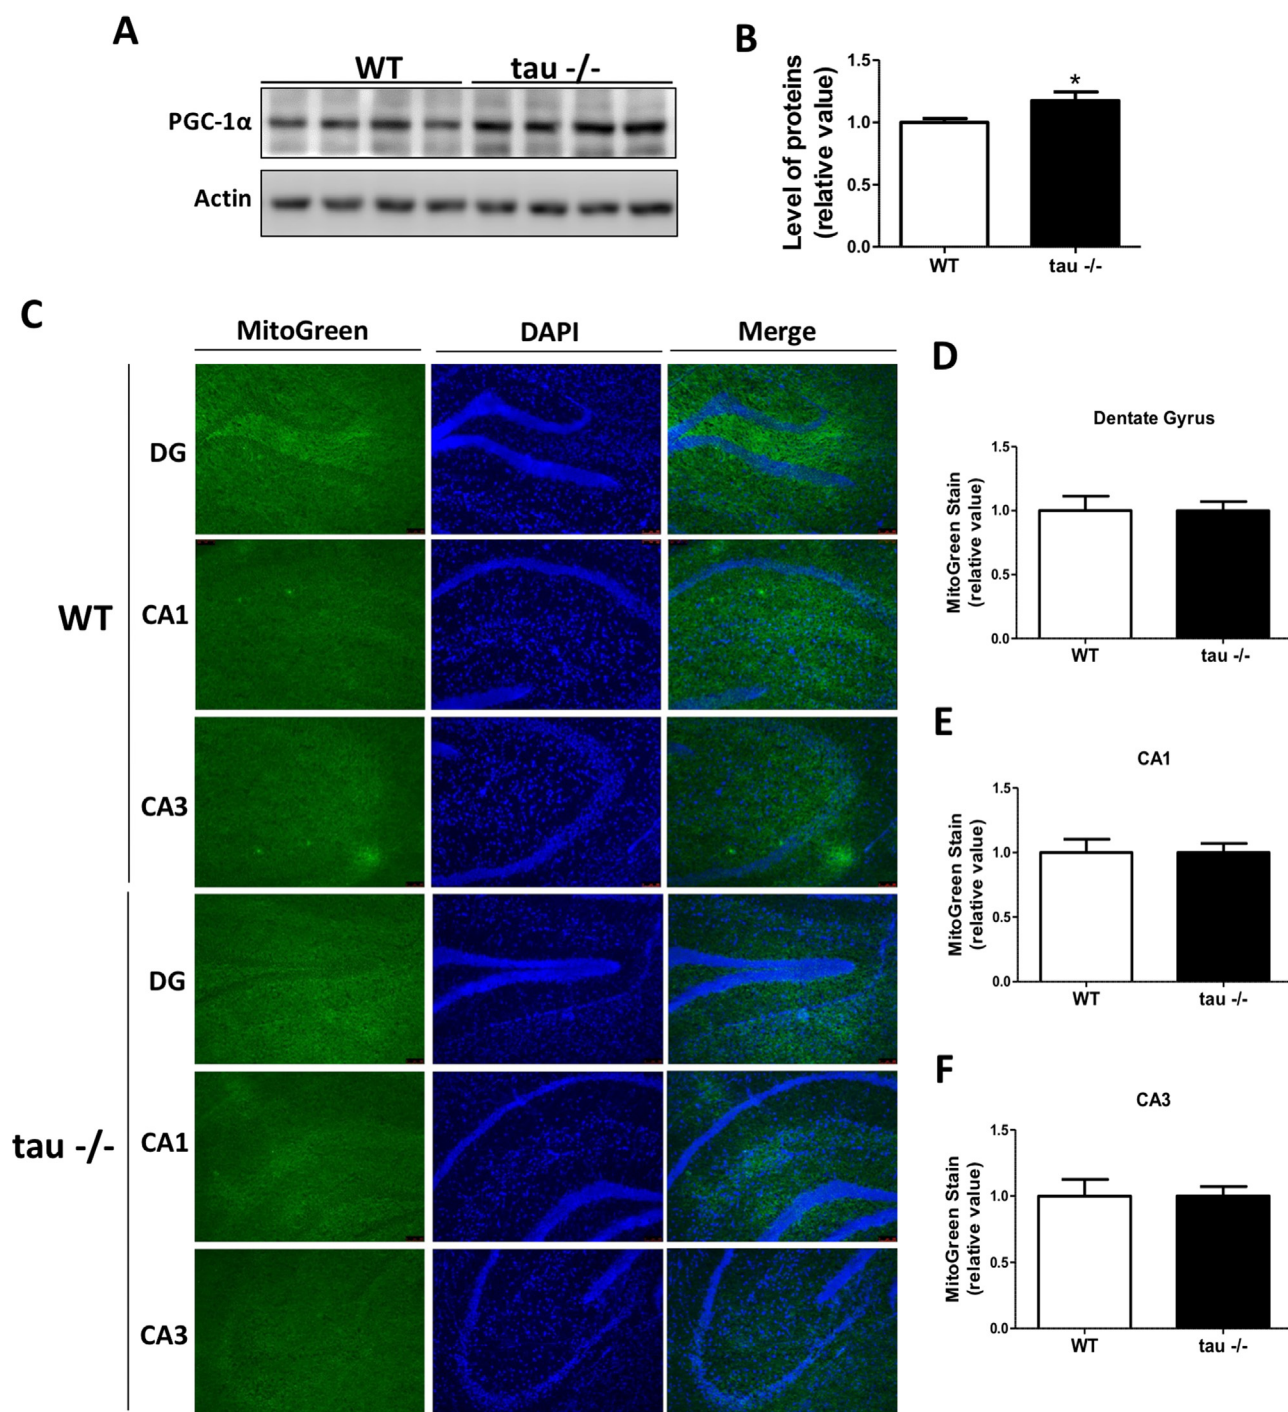 A
WT tau -/-
PGC-1α
Actin
B
Level of proteins
(relative value)
1.5
1.0
0.5
0.0
*
WT tau -/-
C
MitoGreen DAPI Merge
WT
DG
CA1
CA3
tau -/-
DG
CA1
CA3
D
Dentate Gyrus
MitoGreen Stain
(relative value)
1.5
1.0
0.5
0.0
WT tau -/-
E
CA1
MitoGreen Stain
(relative value)
1.5
1.0
0.5
0.0
WT tau -/-
F
CA3
MitoGreen Stain
(relative value)
1.5
1.0
0.5
0.0
WT tau -/-